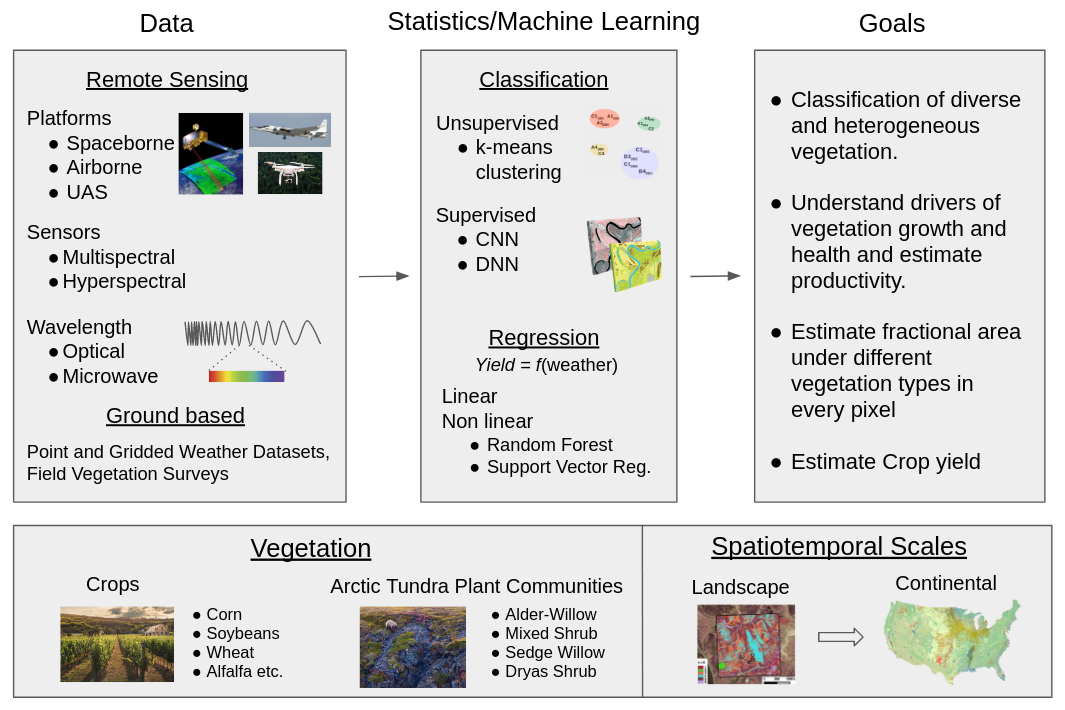 Data
Statistics/Machine Learning
Goals
Remote Sensing
Platforms
● Spaceborne
● Airborne
● UAS
Sensors
● Multispectral
● Hyperspectral
Wavelength
● Optical
● Microwave
Ground based
Point and Gridded Weather Datasets,
Field Vegetation Surveys
Classification
Unsupervised
● k-means
clustering
Supervised
● CNN
● DNN
Regression
Yield = f(weather)
Linear
Non linear
● Random Forest
● Support Vector Reg.
● Classification of diverse
and heterogeneous
vegetation.
● Understand drivers of
vegetation growth and
health and estimate
productivity.
● Estimate fractional area
under different
vegetation types in
every pixel
● Estimate Crop yield
Vegetation
Crops
● Corn
● Soybeans
● Wheat
● Alfalfa etc.
Arctic Tundra Plant Communities
● Alder-Willow
● Mixed Shrub
● Sedge Willow
● Dryas Shrub
Spatiotemporal Scales
Landscape
Continental